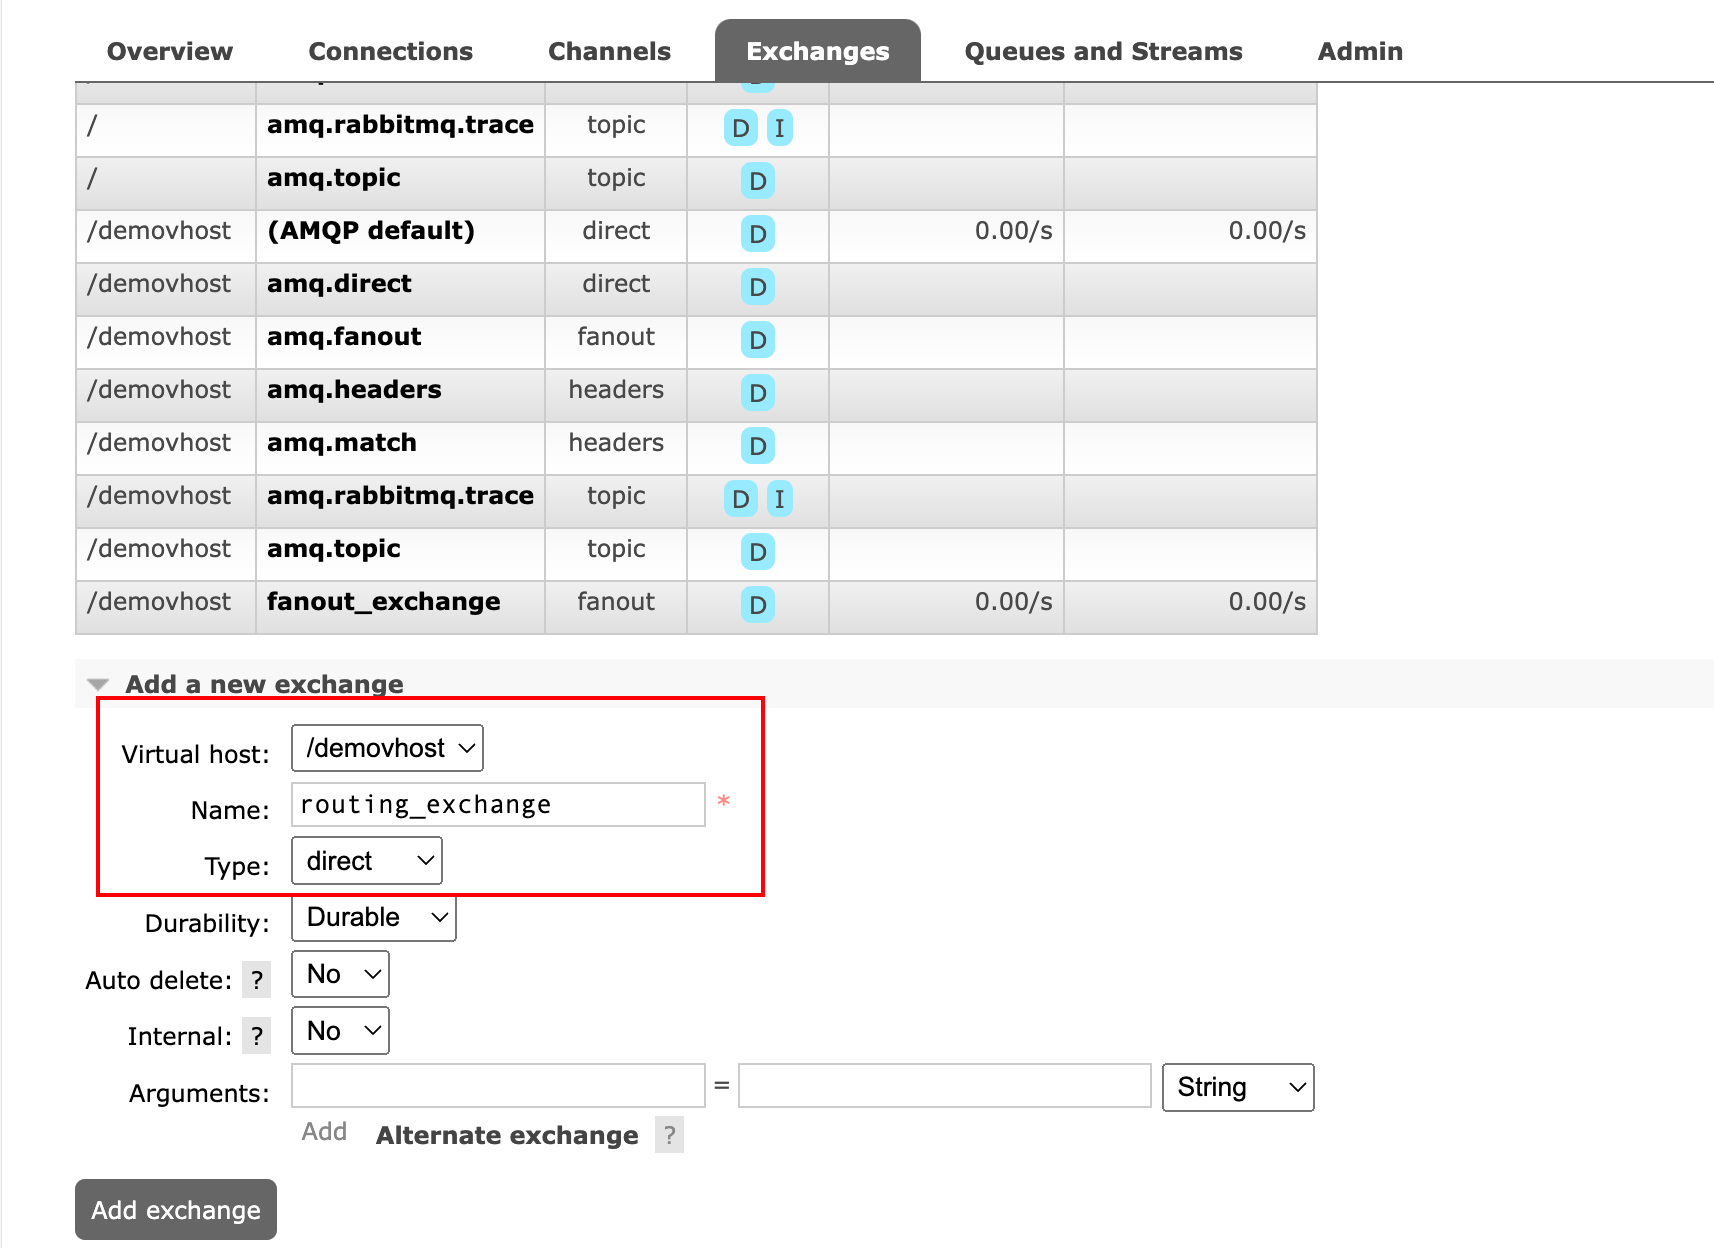 Overview Connections Channels Exchanges Queues and Streams Admin
/ amq.rabbitmq.trace topic D I
/ amq.topic topic D
/demovhost (AMQP default) direct D 0.00/s 0.00/s
/demovhost amq.direct direct D
/demovhost amq.fanout fanout D
/demovhost amq.headers headers D
/demovhost amq.match headers D
/demovhost amq.rabbitmq.trace topic D I
/demovhost amq.topic topic D
/demovhost fanout_exchange fanout D 0.00/s 0.00/s
Add a new exchange
Virtual host: /demovhost
Name: routing_exchange *
Type: direct
Durability: Durable
Auto delete: ? No
Internal: ? No
Arguments: = String
Add Alternate exchange ?
Add exchange